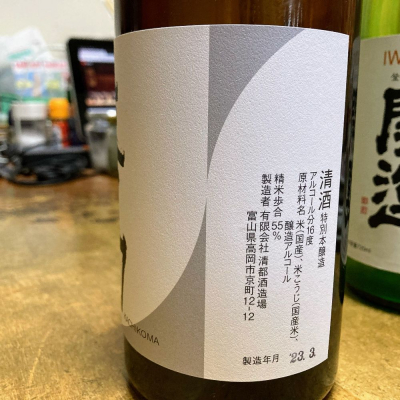 清酒 特別本醸造
アルコール分16度
原材料名 米(国産)、米こうじ(国産米)、
醸造アルコール
精米歩合 55%
製造者 有限会社 清都酒造場
富山県高岡市京町12-12
製造年月 '23.3.
KOMA
IW